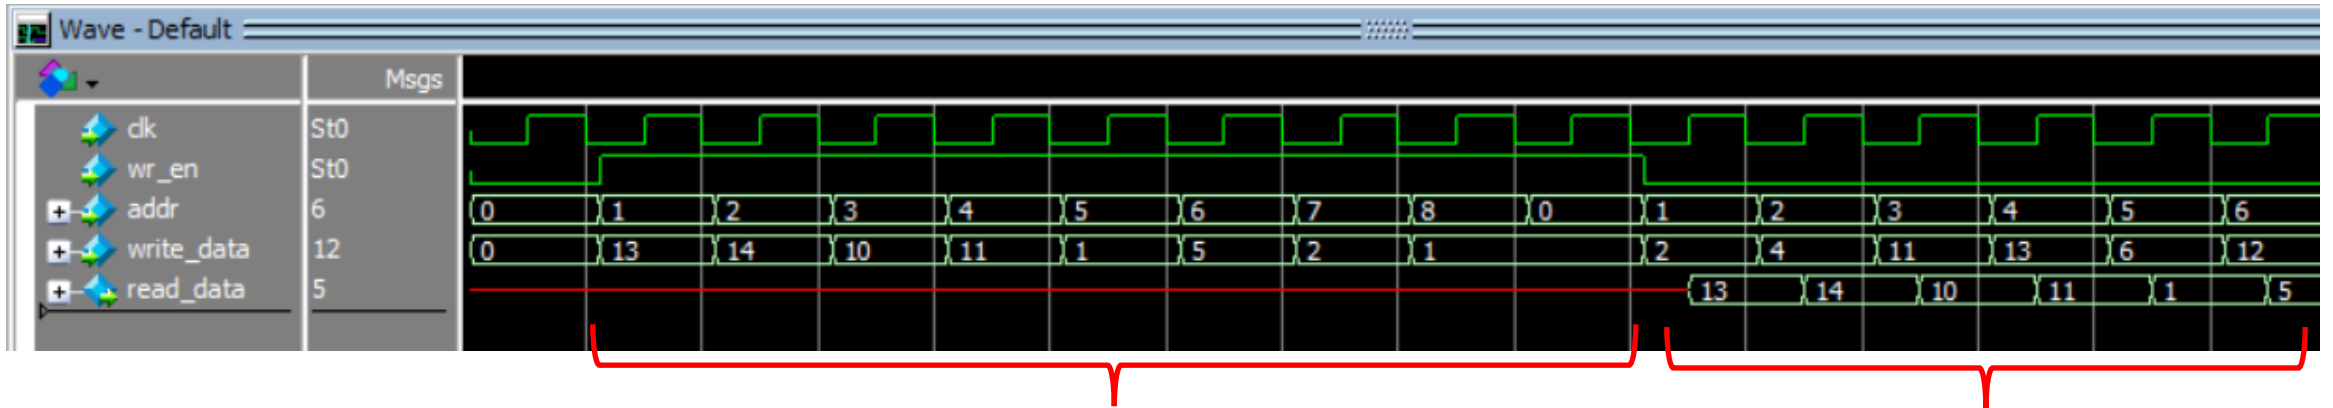 Wave - Default
Msgs
clk St0
wr_en St0
addr 6 0 1 2 3 4 5 6 7 8 0 1 2 3 4 5 6
write_data 12 0 13 14 10 11 1 5 2 1 2 4 11 13 6 12
read_data 5 13 14 10 11 1 5